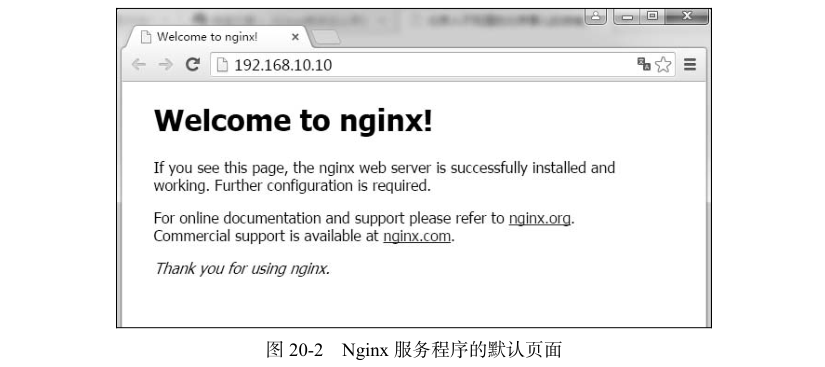 Welcome to nginx!
192.168.10.10
Welcome to nginx!
If you see this page, the nginx web server is successfully installed and
working. Further configuration is required.
For online documentation and support please refer to nginx.org.
Commercial support is available at nginx.com.
Thank you for using nginx.
图 20-2 Nginx 服务程序的默认页面